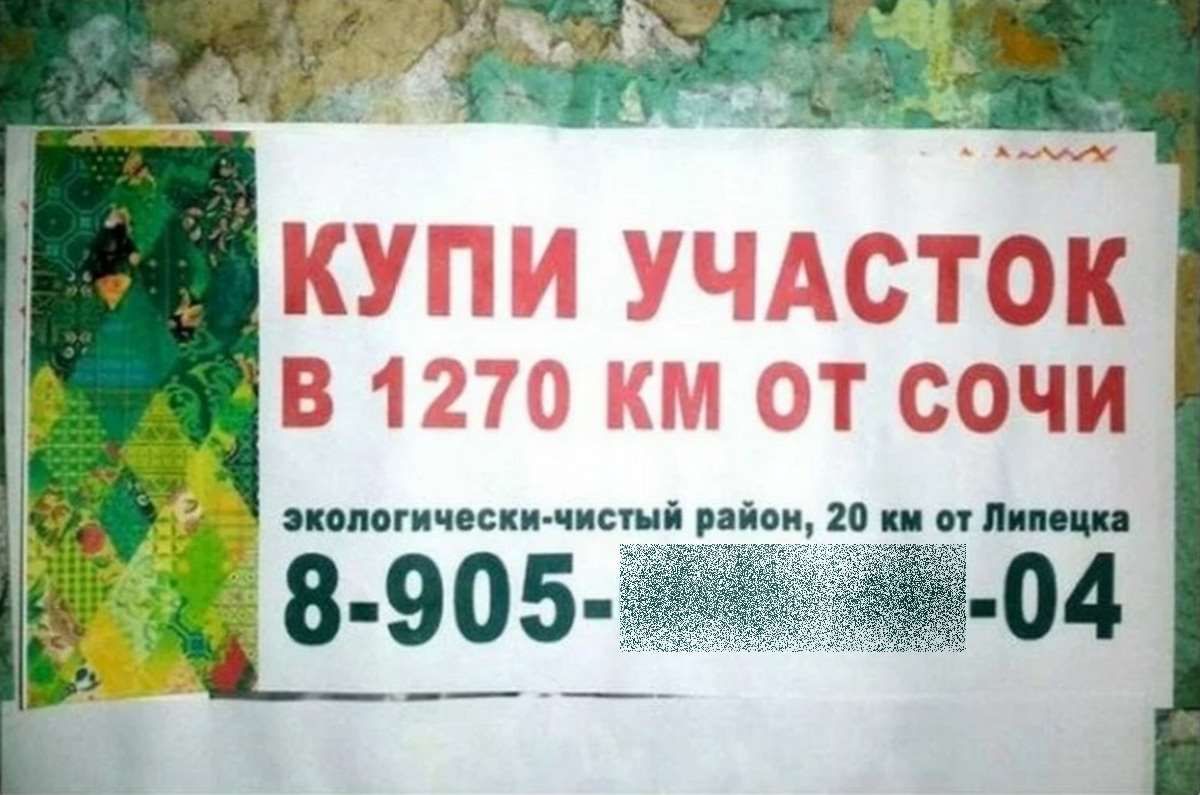 КУПИ УЧАСТОК
В 1270 КМ ОТ СОЧИ
экологически-чистый район, 20 км от Липецка
8-905- -04